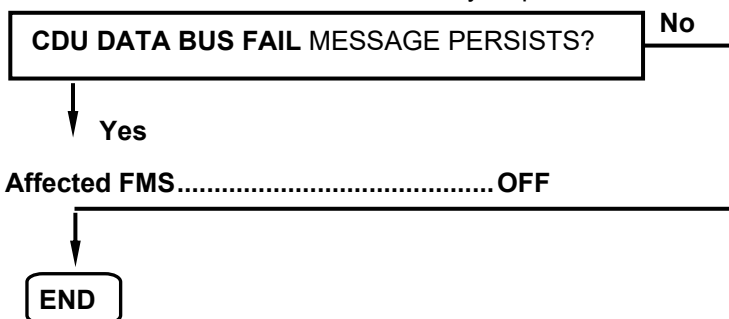 No
CDU DATA BUS FAIL MESSAGE PERSISTS?
Yes
Affected FMS..........................................OFF
END